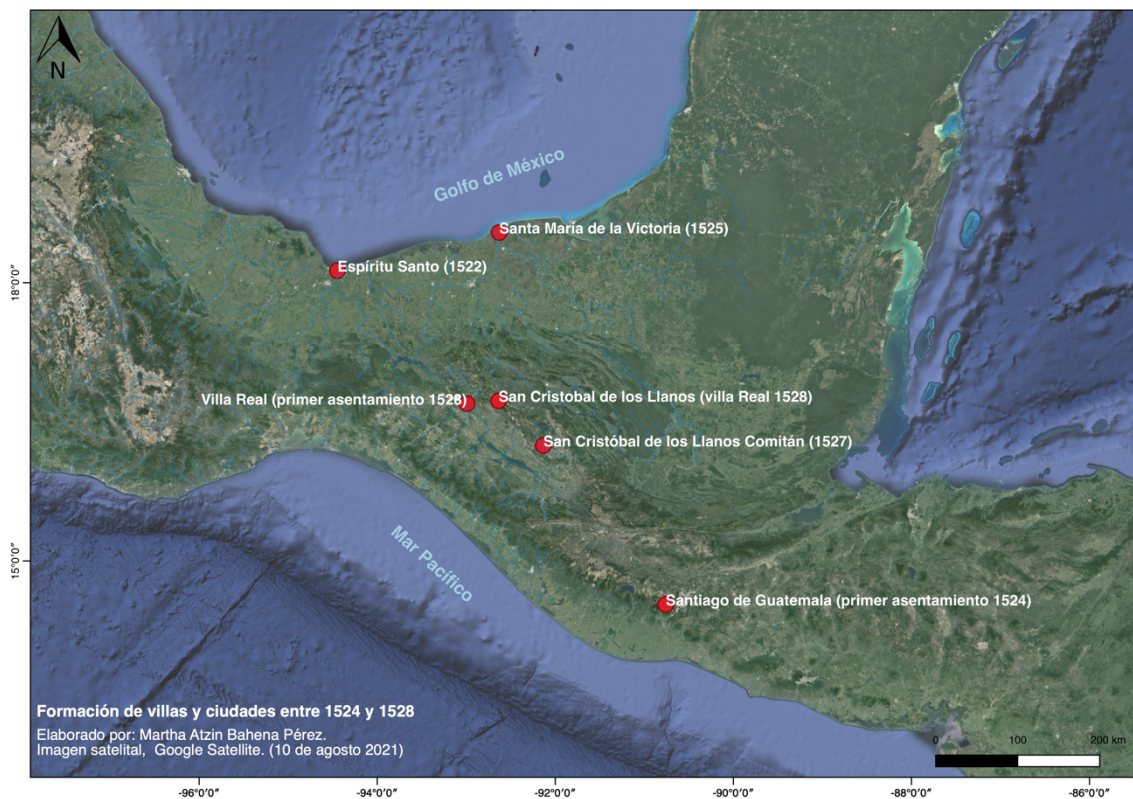 N
Golfo de México
Santa María de la Victoria (1525)
Espíritu Santo (1522)
18°0'0"
Villa Real (primer asentamiento 1528)
San Cristobal de los Llanos (villa Real 1528)
San Cristóbal de los Llanos Comitán (1527)
Mar Pacífico
15°0'0"
Santiago de Guatemala (primer asentamiento 1524)
Formación de villas y ciudades entre 1524 y 1528
Elaborado por: Martha Atzin Bahena Pérez.
Imagen satelital, Google Satellite. (10 de agosto 2021)
0 100 200 km
-96°0'0" -94°0'0" -92°0'0" -90°0'0" -88°0'0" -86°0'0"